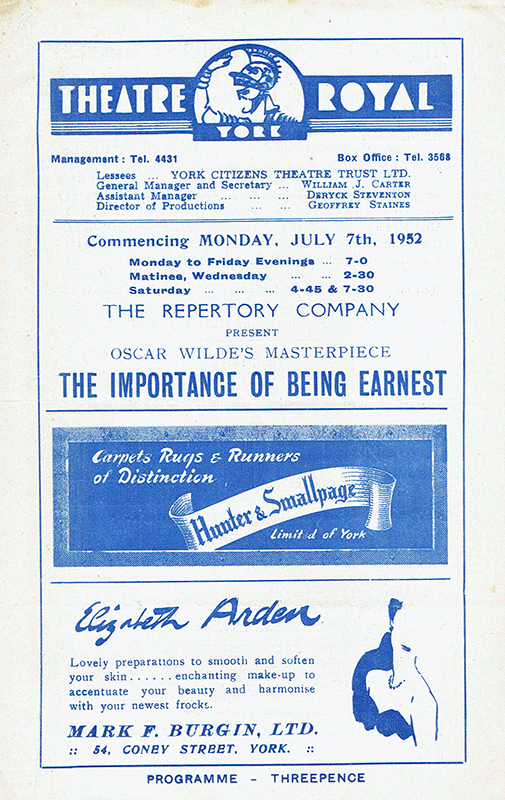 THEATRE ROYAL
YORK
Management : Tel. 4431 Box Office : Tel. 3568
Lessees ... YORK CITIZENS THEATRE TRUST LTD.
General Manager and Secretary ... WILLIAM J. CARTER
Assistant Manager ... ... ... DERYCK STEVENTON
Director of Productions ... ... GEOFFREY STAINES
Commencing MONDAY, JULY 7th, 1952
Monday to Friday Evenings ... 7-0
Matinee, Wednesday ... ... 2-30
Saturday ... ... ... 4-45 & 7-30
THE REPERTORY COMPANY
PRESENT
OSCAR WILDE'S MASTERPIECE
THE IMPORTANCE OF BEING EARNEST
Carpets Rugs & Runners
of Distinction
Hunter & Smallpage
Limit d of York
Elizabeth Arden
Lovely preparations to smooth and soften
your skin ...... enchanting make-up to
accentuate your beauty and harmonise
with your newest frocks.
MARK F. BURGIN, LTD.
:: 54, CONEY STREET, YORK. ::
PROGRAMME - THREEPENCE